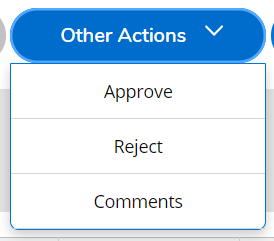 Other Actions
Approve
Reject
Comments